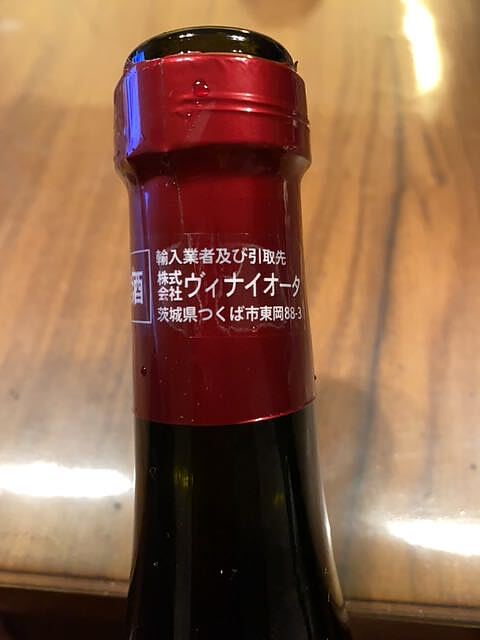 酒
輸入業者及び引取先
株式会社ヴィナイオータ
茨城県つくば市東岡88-3